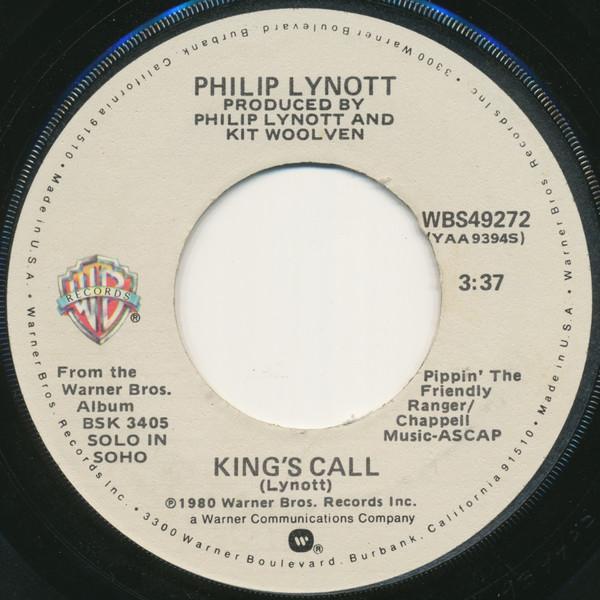 PHILIP LYNOTT
PRODUCED BY
PHILIP LYNOTT AND
KIT WOOLVEN
WBS49272
(YAA9394S)
3:37
WB
RECORDS
®
From the
Warner Bros.
Album
BSK 3405
SOLO IN
SOHO
Pippin' The
Friendly
Ranger/
Chappell
Music-ASCAP
KING'S CALL
(Lynott)
℗1980 Warner Bros. Records Inc.
a Warner Communications Company
®
Warner Bros. Records Inc. • 3300 Warner Boulevard, Burbank, California 91510 • Made in U.S.A. • Warner Bros. Records Inc. • 3300 Warner Boulevard, Burbank, California 91510 • Made in U.S.A. •